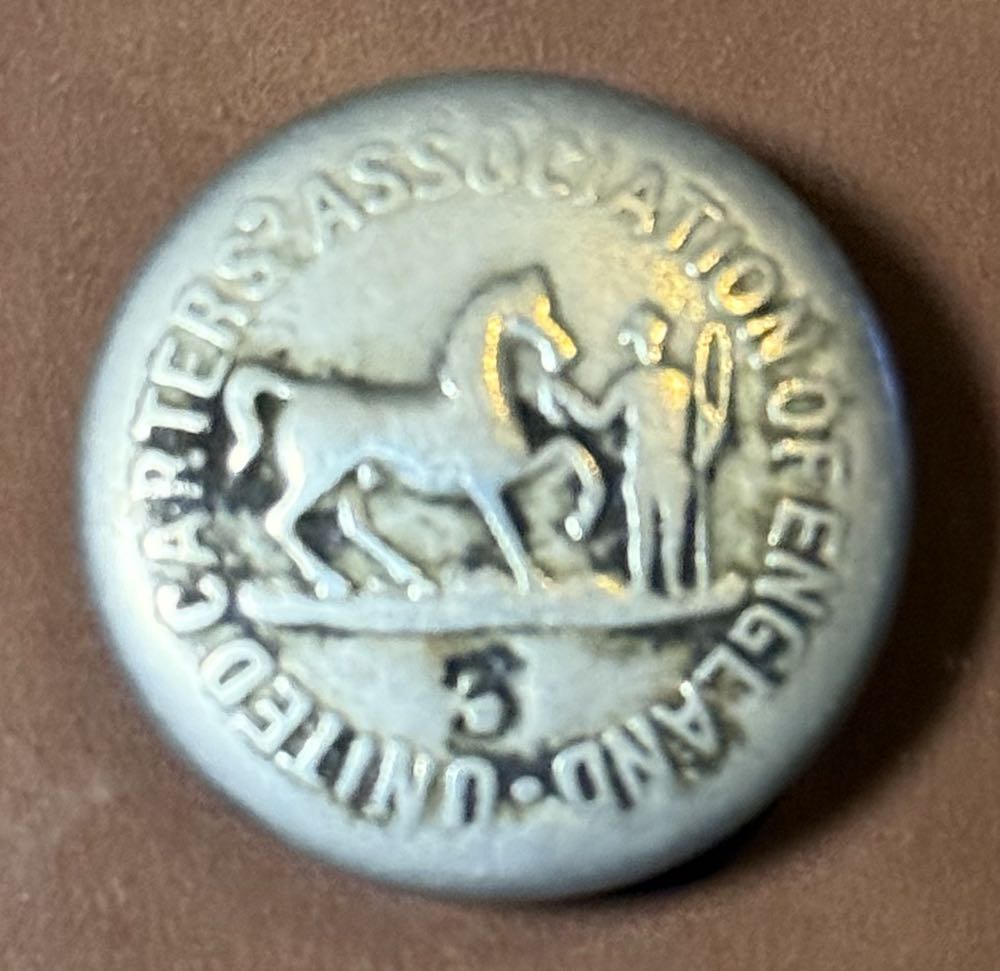 UNITED CARTERS' ASSOCIATION OF ENGLAND ·
3